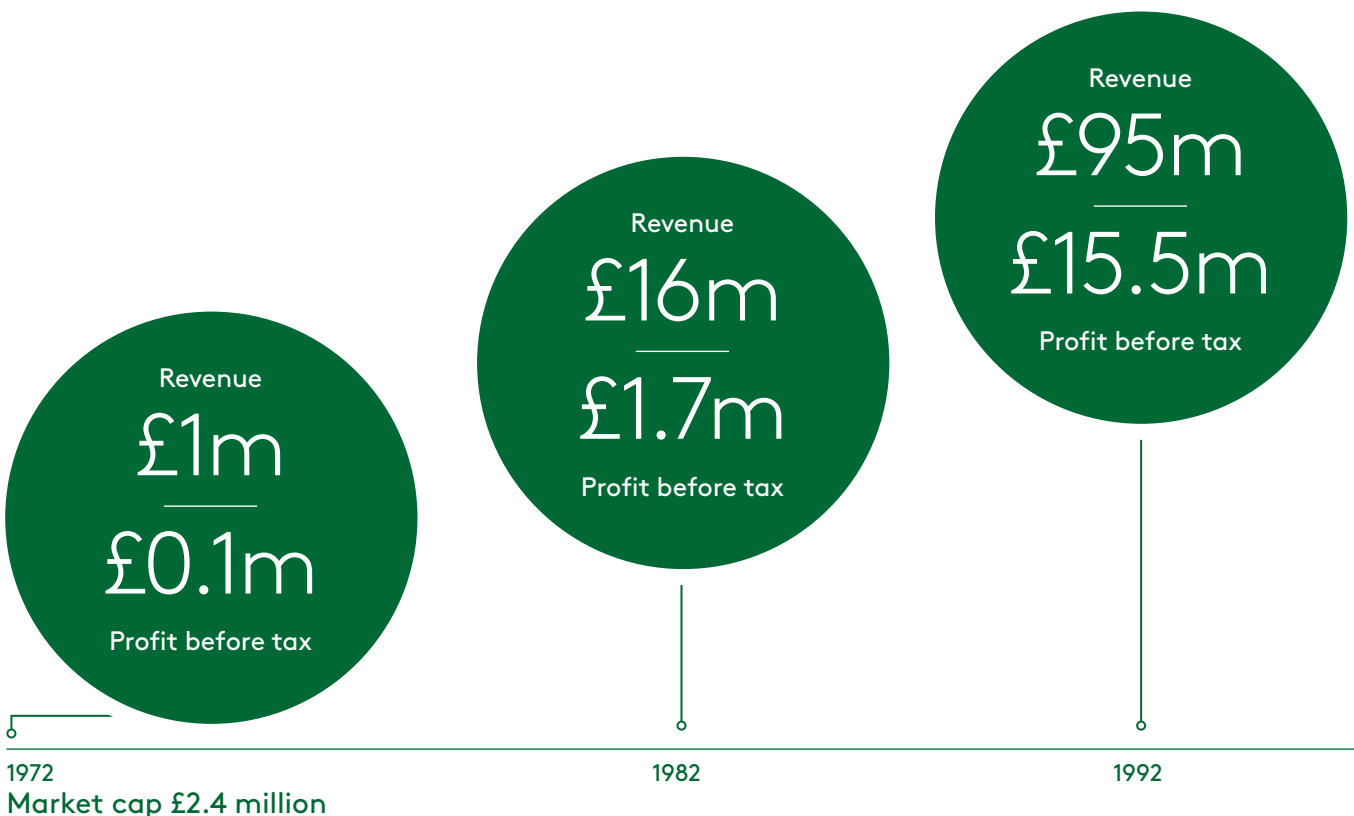 Revenue
£1m
£0.1m
Profit before tax
Revenue
£16m
£1.7m
Profit before tax
Revenue
£95m
£15.5m
Profit before tax
1972
Market cap £2.4 million
1982
1992